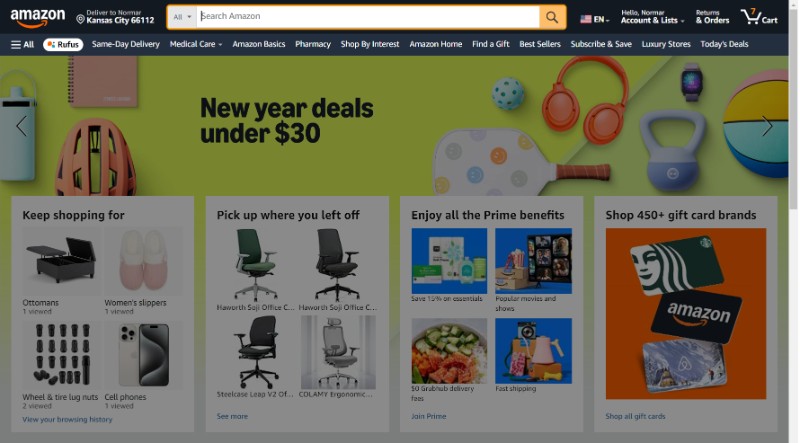 amazon
Deliver to Normar
Kansas City 66112
All
Search Amazon
EN
Hello, Normar
Account & Lists
Returns
& Orders
7
Cart
All
Rufus
Same-Day Delivery
Medical Care
Amazon Basics
Pharmacy
Shop By Interest
Amazon Home
Find a Gift
Best Sellers
Subscribe & Save
Luxury Stores
Today's Deals
New year deals
under $30
Keep shopping for
Ottomans
1 viewed
Women's slippers
1 viewed
Wheel & tire lug nuts
2 viewed
Cell phones
1 viewed
View your browsing history
Pick up where you left off
Haworth Soji Office C...
Haworth Soji Office C...
Steelcase Leap V2 Of...
COLAMY Ergonomic...
See more
Enjoy all the Prime benefits
Save 15% on essentials
Popular movies and
shows
$0 Grubhub delivery
fees
Fast shipping
Join Prime
Shop 450+ gift card brands
amazon
Shop all gift cards